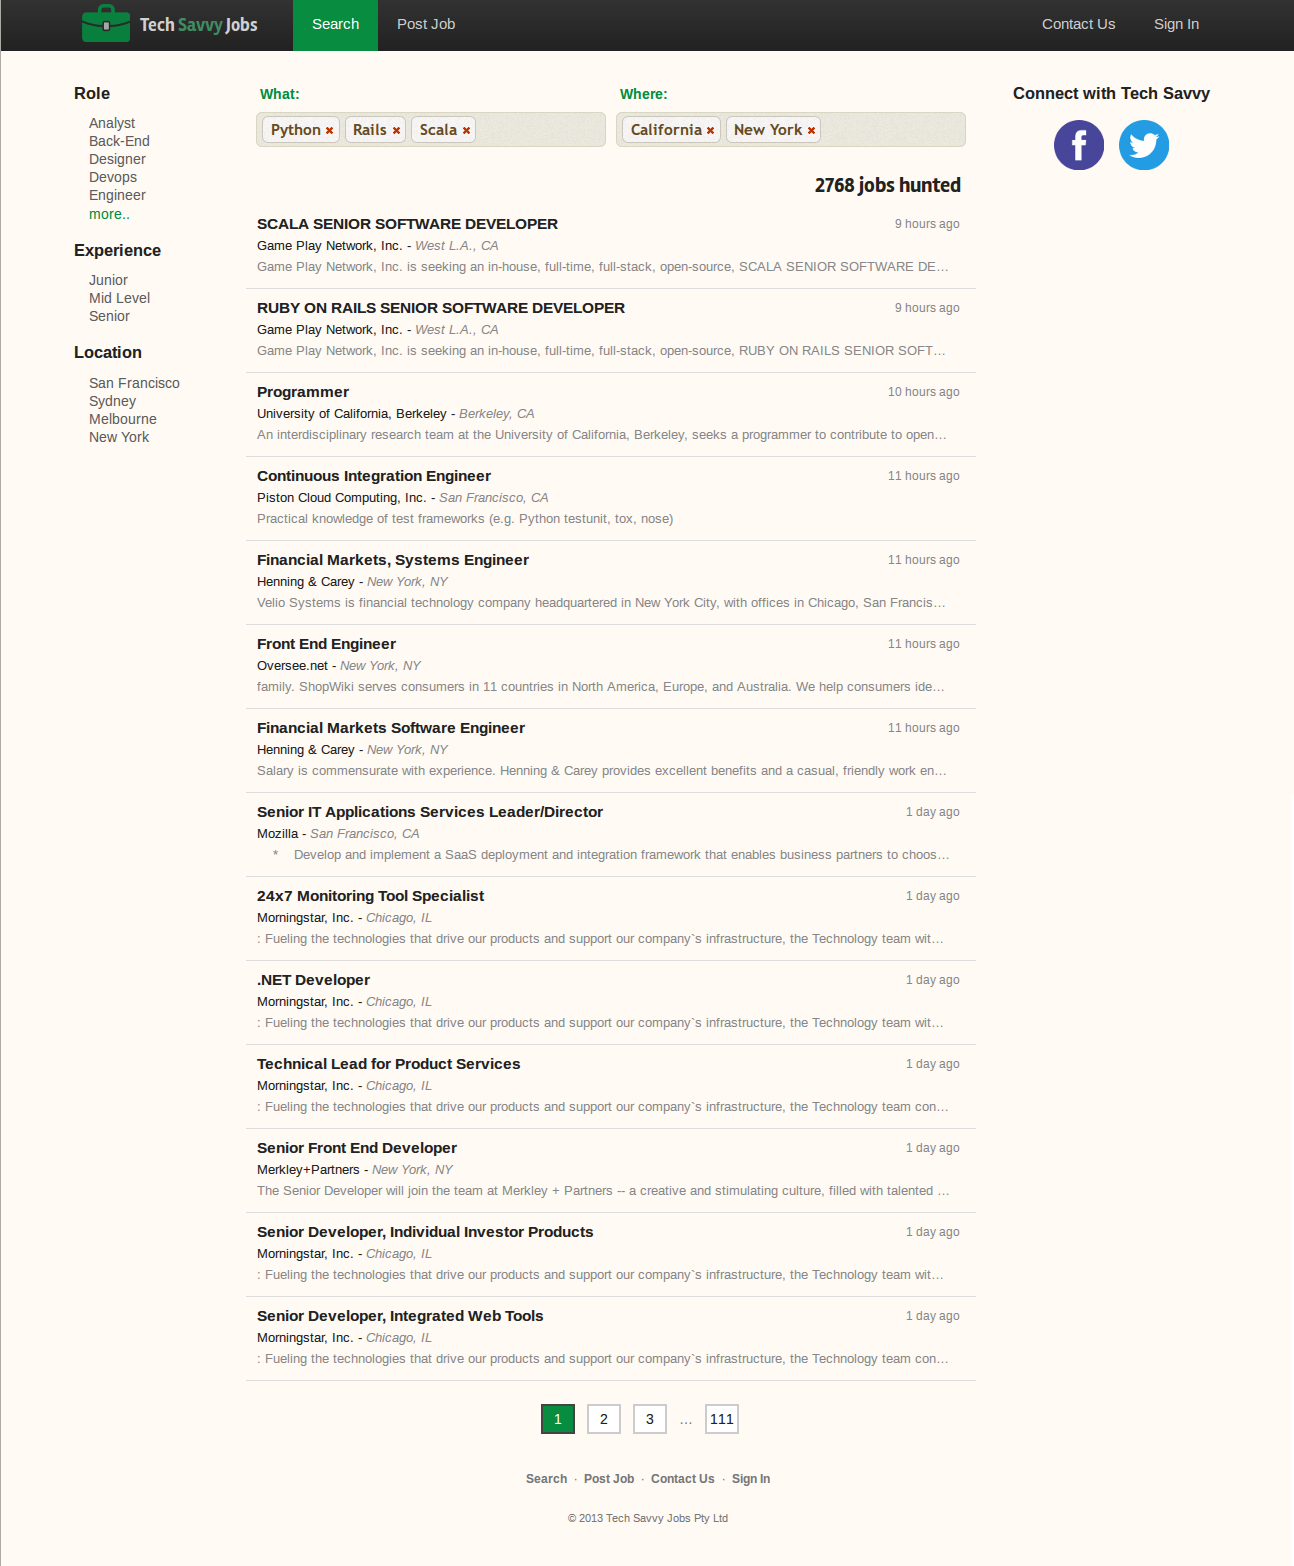 Tech Savvy Jobs
Search
Post Job
Contact Us
Sign In
Role
Analyst
Back-End
Designer
Devops
Engineer
more..
Experience
Junior
Mid Level
Senior
Location
San Francisco
Sydney
Melbourne
New York
What:
Python
Rails
Scala
Where:
California
New York
Connect with Tech Savvy
2768 jobs hunted
SCALA SENIOR SOFTWARE DEVELOPER
9 hours ago
Game Play Network, Inc. - West L.A., CA
Game Play Network, Inc. is seeking an in-house, full-time, full-stack, open-source, SCALA SENIOR SOFTWARE DE…
RUBY ON RAILS SENIOR SOFTWARE DEVELOPER
9 hours ago
Game Play Network, Inc. - West L.A., CA
Game Play Network, Inc. is seeking an in-house, full-time, full-stack, open-source, RUBY ON RAILS SENIOR SOFT…
Programmer
10 hours ago
University of California, Berkeley - Berkeley, CA
An interdisciplinary research team at the University of California, Berkeley, seeks a programmer to contribute to open…
Continuous Integration Engineer
11 hours ago
Piston Cloud Computing, Inc. - San Francisco, CA
Practical knowledge of test frameworks (e.g. Python testunit, tox, nose)
Financial Markets, Systems Engineer
11 hours ago
Henning & Carey - New York, NY
Velio Systems is financial technology company headquartered in New York City, with offices in Chicago, San Francis…
Front End Engineer
11 hours ago
Oversee.net - New York, NY
family. ShopWiki serves consumers in 11 countries in North America, Europe, and Australia. We help consumers ide…
Financial Markets Software Engineer
11 hours ago
Henning & Carey - New York, NY
Salary is commensurate with experience. Henning & Carey provides excellent benefits and a casual, friendly work en…
Senior IT Applications Services Leader/Director
1 day ago
Mozilla - San Francisco, CA
* Develop and implement a SaaS deployment and integration framework that enables business partners to choos…
24x7 Monitoring Tool Specialist
1 day ago
Morningstar, Inc. - Chicago, IL
: Fueling the technologies that drive our products and support our company`s infrastructure, the Technology team wit…
.NET Developer
1 day ago
Morningstar, Inc. - Chicago, IL
: Fueling the technologies that drive our products and support our company`s infrastructure, the Technology team wit…
Technical Lead for Product Services
1 day ago
Morningstar, Inc. - Chicago, IL
: Fueling the technologies that drive our products and support our company`s infrastructure, the Technology team con…
Senior Front End Developer
1 day ago
Merkley+Partners - New York, NY
The Senior Developer will join the team at Merkley + Partners -- a creative and stimulating culture, filled with talented …
Senior Developer, Individual Investor Products
1 day ago
Morningstar, Inc. - Chicago, IL
: Fueling the technologies that drive our products and support our company`s infrastructure, the Technology team wit…
Senior Developer, Integrated Web Tools
1 day ago
Morningstar, Inc. - Chicago, IL
: Fueling the technologies that drive our products and support our company`s infrastructure, the Technology team con…
1 2 3 … 111
Search · Post Job · Contact Us · Sign In
© 2013 Tech Savvy Jobs Pty Ltd